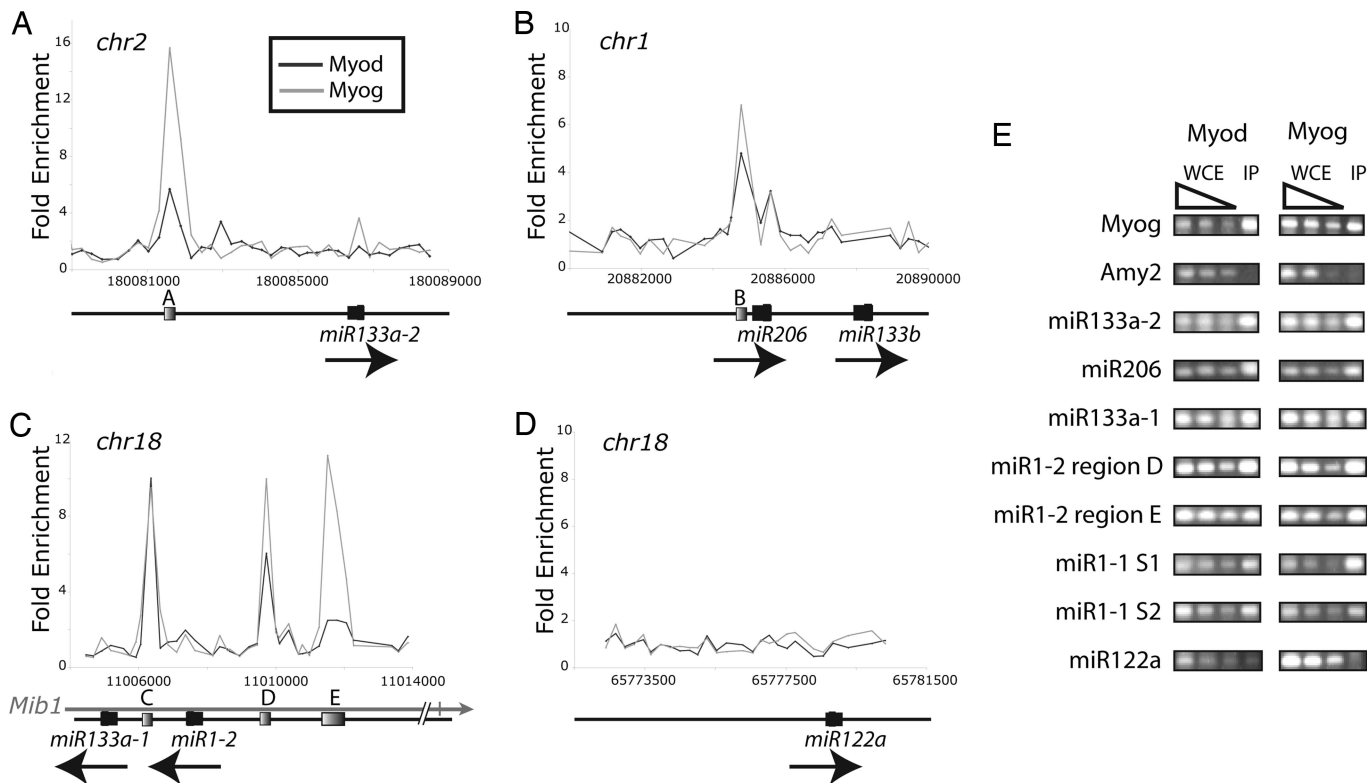 A
chr2
Fold Enrichment
16
12
8
4
0
Myod
Myog
180081000
180085000
180089000
A
miR133a-2
B
chr1
Fold Enrichment
10
8
6
4
2
0
20882000
20886000
20890000
B
miR206
miR133b
C
chr18
Fold Enrichment
12
8
4
0
11006000
11010000
11014000
Mib1
C
D
E
miR133a-1
miR1-2
D
chr18
Fold Enrichment
10
8
6
4
2
0
65773500
65777500
65781500
miR122a
E
Myod
Myog
WCE IP
WCE IP
Myog
Amy2
miR133a-2
miR206
miR133a-1
miR1-2 region D
miR1-2 region E
miR1-1 S1
miR1-1 S2
miR122a